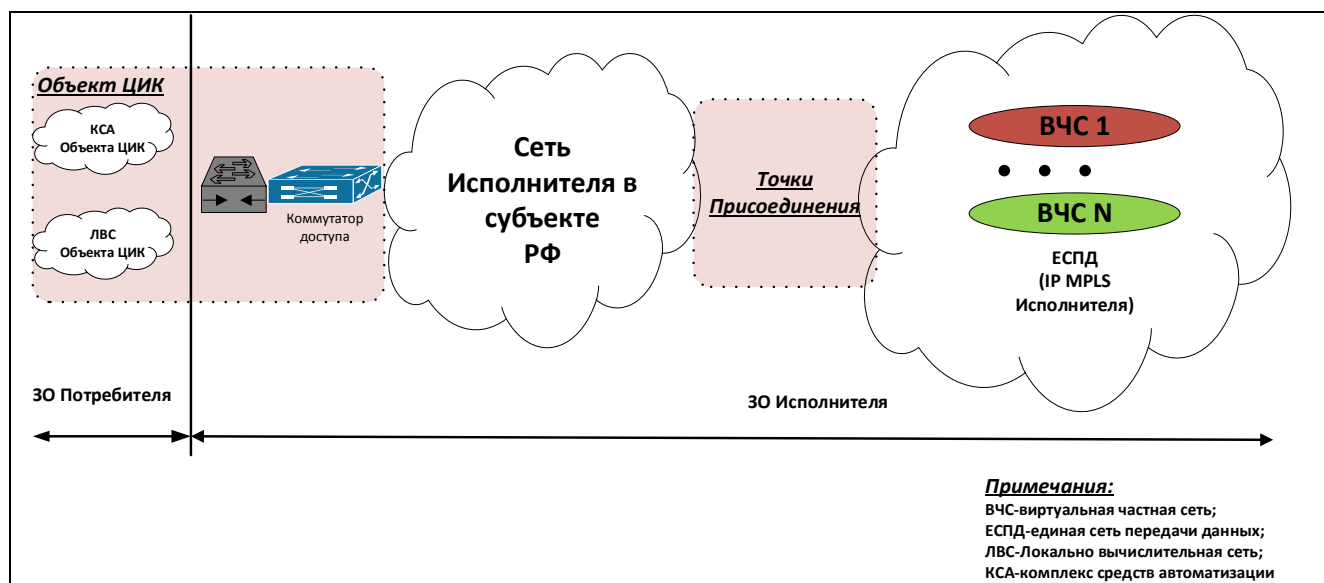 Объект ЦИК
КСА
Объекта ЦИК
ЛВС
Объекта ЦИК
Коммутатор
доступа
Сеть
Исполнителя в
субъекте
РФ
Точки
Присоединения
ВЧС 1
ВЧС N
ЕСПД
(IP MPLS
Исполнителя)
ЗО Потребителя
ЗО Исполнителя
Примечания:
ВЧС-виртуальная частная сеть;
ЕСПД-единая сеть передачи данных;
ЛВС-Локально вычислительная сеть;
КСА-комплекс средств автоматизации